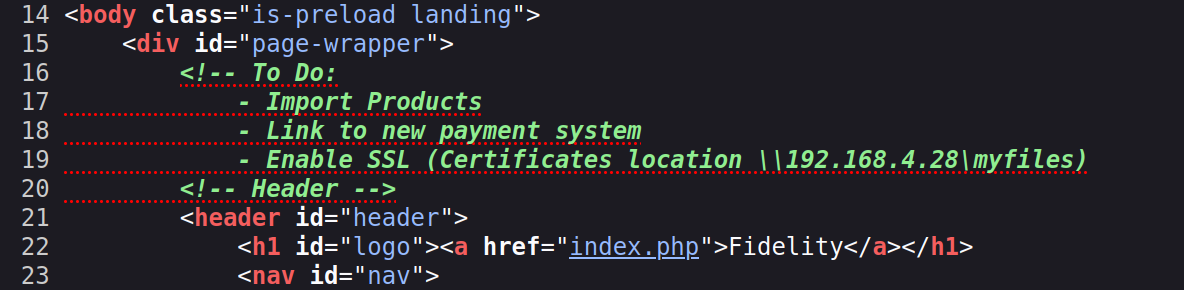 14 <body class="is-preload landing">
15     <div id="page-wrapper">
16         <!-- To Do:
17             - Import Products
18             - Link to new payment system
19             - Enable SSL (Certificates location \\192.168.4.28\myfiles)
20         <!-- Header -->
21         <header id="header">
22             <h1 id="logo"><a href="index.php">Fidelity</a></h1>
23             <nav id="nav">